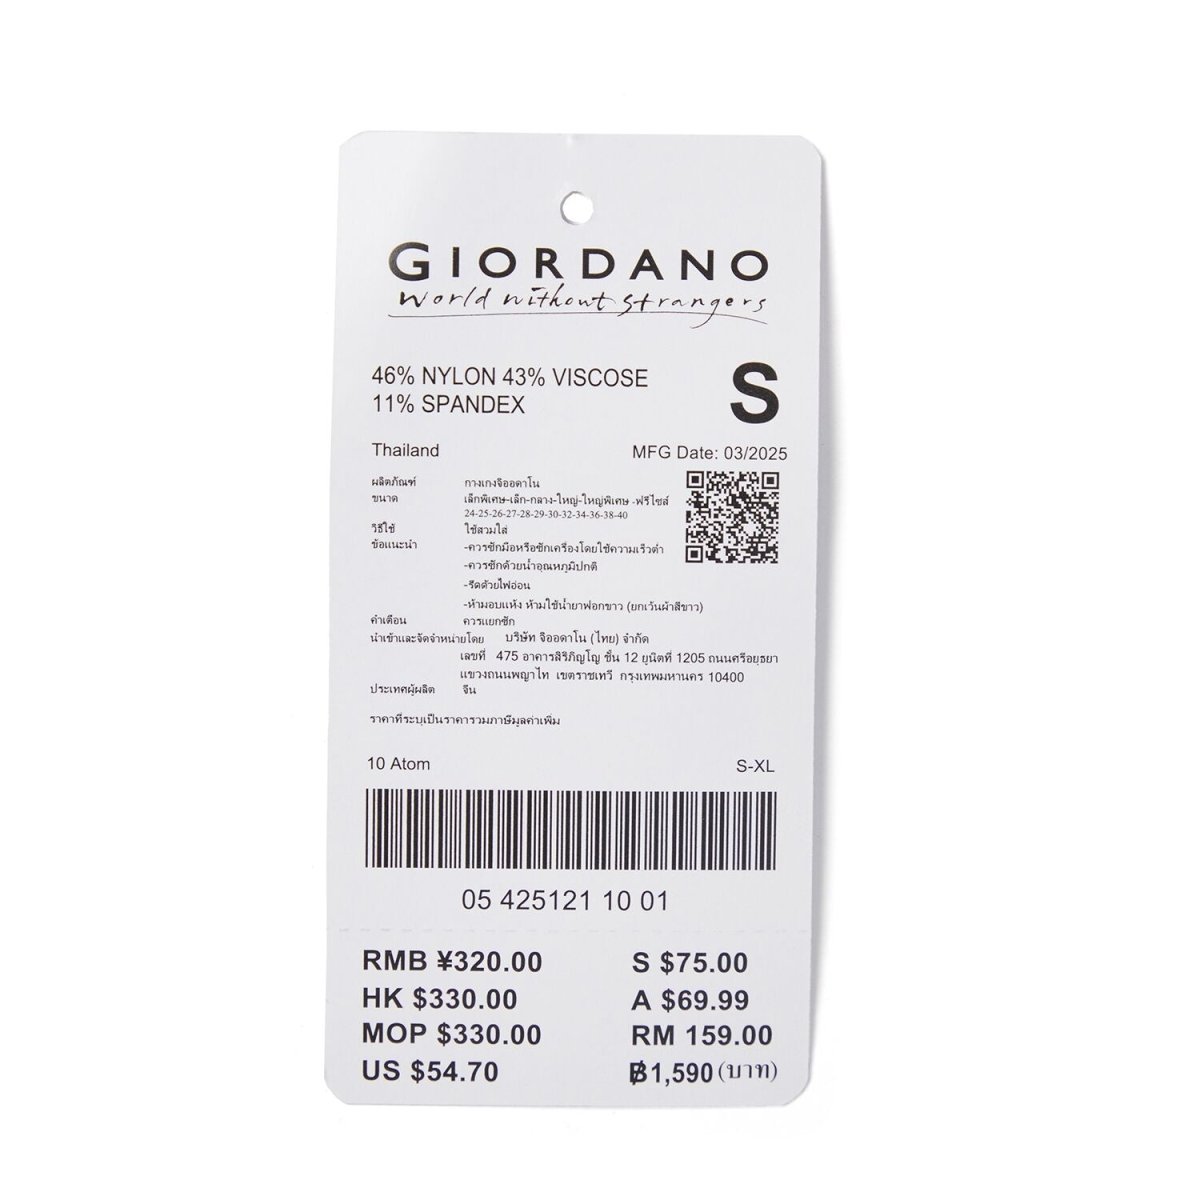 GIORDANO
World without strangers
46% NYLON 43% VISCOSE
11% SPANDEX
S
Thailand
MFG Date: 03/2025
ผลิตภัณฑ์ กางเกงจิออดาโน
ขนาด เล็กพิเศษ-เล็ก-กลาง-ใหญ่-ใหญ่พิเศษ -ฟรีไซส์
24-25-26-27-28-29-30-32-34-36-38-40
วิธีใช้ ใช้สวมใส่
ข้อแนะนำ -ควรซักมือหรือซักเครื่องโดยใช้ความเร็วต่ำ
-ควรซักด้วยน้ำอุณหภูมิปกติ
-รีดด้วยไฟอ่อน
-ห้ามอบแห้ง ห้ามใช้น้ำยาฟอกขาว (ยกเว้นผ้าสีขาว)
คำเตือน ควรแยกซัก
นำเข้าและจัดจำหน่ายโดย บริษัท จิออดาโน (ไทย) จำกัด
เลขที่ 475 อาคารสิริภิญโญ ชั้น 12 ยูนิตที่ 1205 ถนนศรีอยุธยา
แขวงถนนพญาไท เขตราชเทวี กรุงเทพมหานคร 10400
ประเทศผู้ผลิต จีน
ราคาที่ระบุเป็นราคารวมภาษีมูลค่าเพิ่ม
10 Atom
S-XL
05 425121 10 01
RMB ¥320.00 S $75.00
HK $330.00 A $69.99
MOP $330.00 RM 159.00
US $54.70 ฿1,590 (บาท)